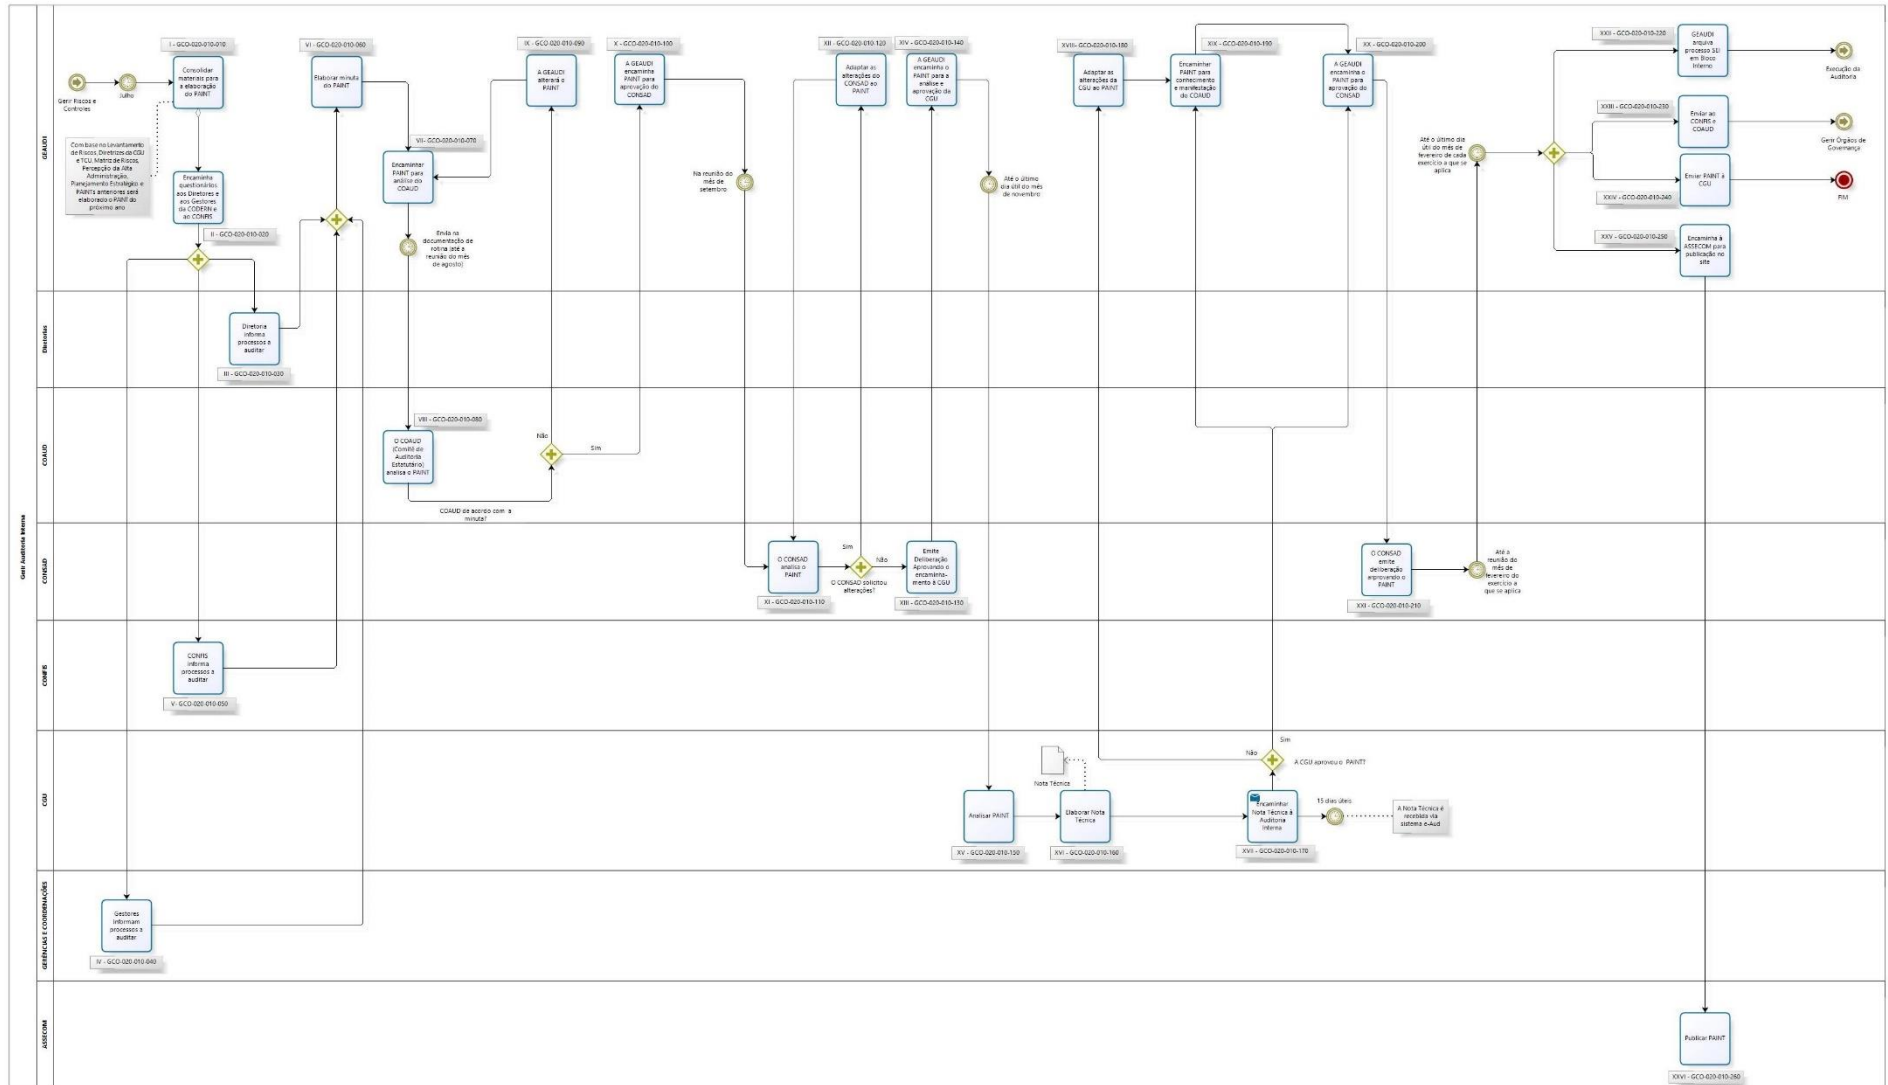 Gerir Auditoria Interna
GEAUDI
Gerir Riscos e
Controles
Julho
I - GCO-020-010-010
Consolidar
materiais para
a elaboração
do PAINT
Com base no Levantamento
de Riscos, Diretrizes da CGU
e TCU, Matriz de Riscos,
Percepção da Alta
Administração,
Planejamento Estratégico e
PAINTs anteriores será
elaborado o PAINT do
próximo ano
Encaminha
questionários
aos Diretores e
aos Gestores
da CODERN e
ao CONFIS
II - GCO-020-010-020
VI - GCO-020-010-060
Elaborar minuta
do PAINT
VII- GCO-020-010-070
Encaminhar
PAINT para
análise do
COAUD
Envia na
documentação de
rotina (até a
reunião do mês
de agosto)
IX - GCO-020-010-090
A GEAUDI
alterará o
PAINT
X - GCO-020-010-100
A GEAUDI
encaminha
PAINT para
aprovação do
CONSAD
Na reunião do
mês de
setembro
XII - GCO-020-010-120
Adaptar as
alterações do
CONSAD ao
PAINT
XIV - GCO-020-010-140
A GEAUDI
encaminha o
PAINT para a
análise e
aprovação da
CGU
Até o último
dia útil do mês
de novembro
XVIII- GCO-020-010-180
Adaptar as
alterações da
CGU ao PAINT
XIX - GCO-020-010-190
Encaminhar
PAINT para
conhecimento
e manifestação
do COAUD
XX - GCO-020-010-200
A GEAUDI
encaminha o
PAINT para
aprovação do
CONSAD
Até o último dia
útil do mês de
fevereiro de cada
exercício a que se
aplica
XXII - GCO-020-010-220
GEAUDI
arquiva
processo SEI
em Bloco
Interno
Execução da
Auditoria
XXIII - GCO-020-010-230
Enviar ao
CONFIS e
COAUD
Gerir Órgãos de
Governança
Enviar PAINT à
CGU
XXIV - GCO-020-010-240
FIM
XXV - GCO-020-010-250
Encaminha à
ASSECOM para
publicação no
site
Diretorias
Diretoria
informa
processos a
auditar
III - GCO-020-010-030
COAUD
VIII - GCO-020-010-080
O COAUD
(Comitê de
Auditoria
Estatutário)
analisa o PAINT
COAUD de acordo com a
minuta?
Não
Sim
CONSAD
O CONSAD
analisa o
PAINT
XI - GCO-020-010-110
Sim
Não
O CONSAD solicitou
alterações?
Emite
Deliberação
Aprovando o
encaminha-
mento à CGU
XIII - GCO-020-010-130
O CONSAD
emite
deliberação
aprovando o
PAINT
XXI - GCO-020-010-210
Até a
reunião do
mês de
fevereiro do
exercício a
que se aplica
CONFIS
CONFIS
informa
processos a
auditar
V- GCO-020-010-050
CGU
Analisar PAINT
XV - GCO-020-010-150
Nota Técnica
Elaborar Nota
Técnica
XVI - GCO-020-010-160
Não
Sim
A CGU aprovou o PAINT?
Encaminhar
Nota Técnica à
Auditoria
Interna
XVII - GCO-020-010-170
15 dias úteis
A Nota Técnica é
recebida via
sistema e-Aud
GERÊNCIAS E COORDENAÇÕES
Gestores
informam
processos a
auditar
IV - GCO-020-010-040
ASSECOM
Publicar PAINT
XXVI - GCO-020-010-260